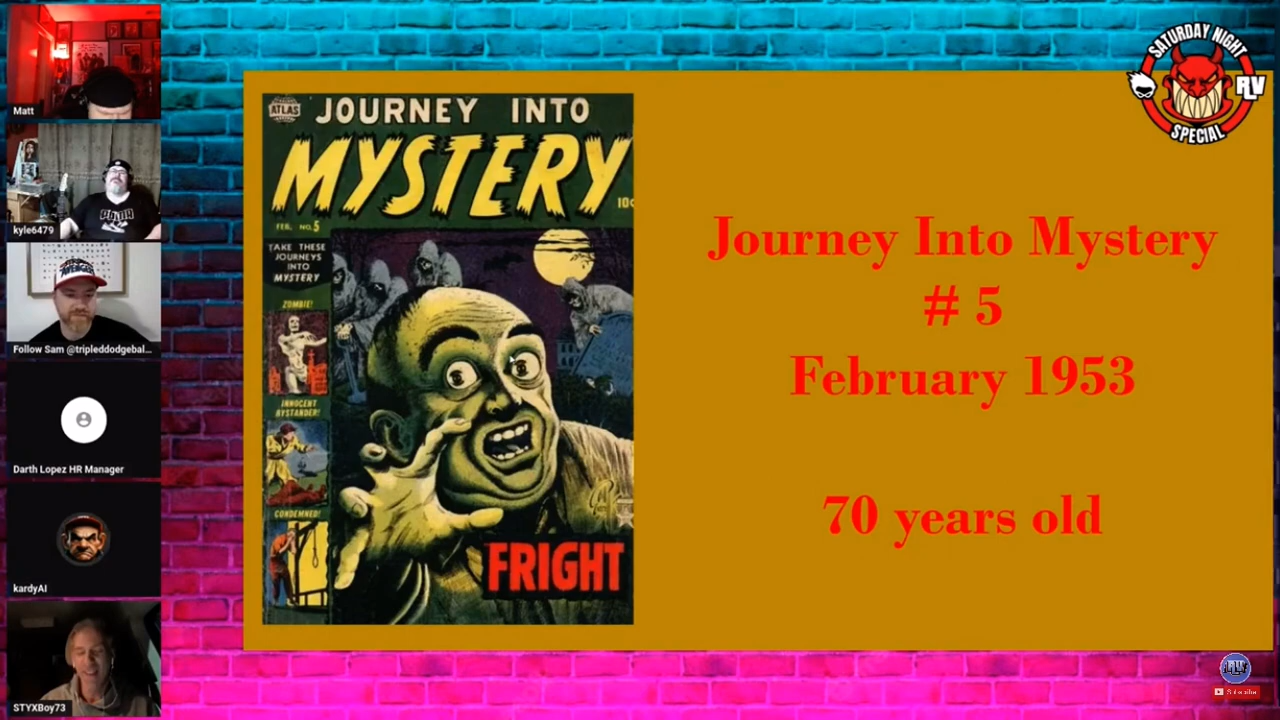 Matt
kyle6479
Follow Sam @tripleddodgebal...
Darth Lopez HR Manager
kardyAI
STYXBoy73
ATLAS
JOURNEY INTO
MYSTERY
10¢
FEB. NO. 5
TAKE THESE
JOURNEYS
INTO
MYSTERY
ZOMBIE!
INNOCENT
BYSTANDER!
CONDEMNED!
FRIGHT
Journey Into Mystery
# 5
February 1953
70 years old
SATURDAY NIGHT
SPECIAL
Subscribe